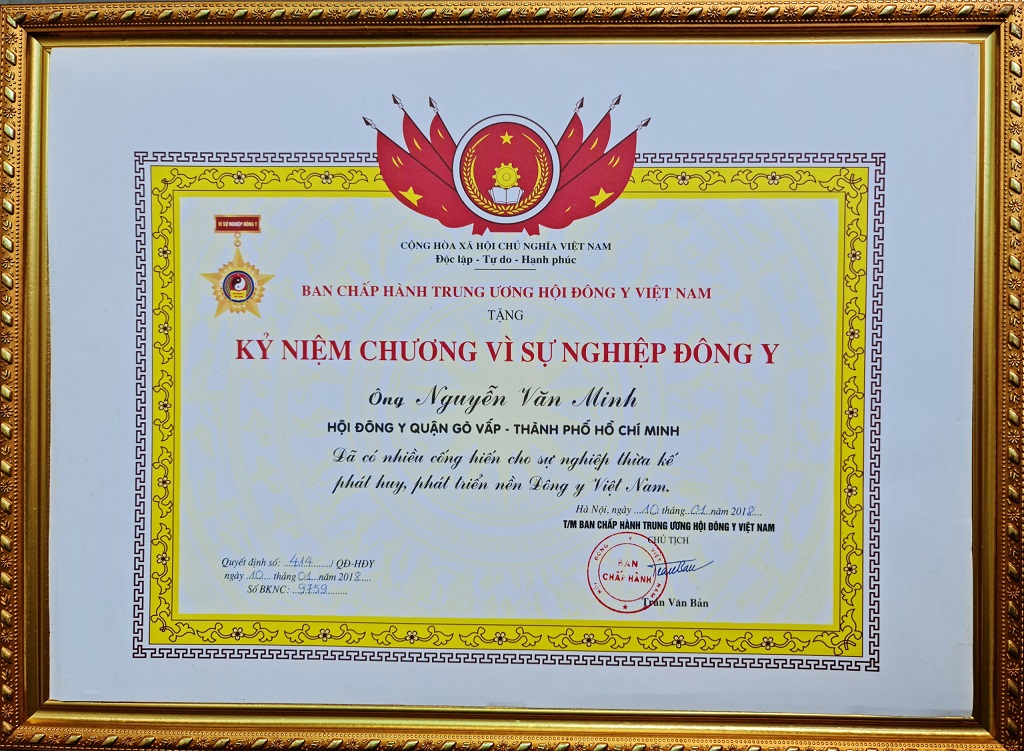 VÌ SỰ NGHIỆP ĐÔNG Y
CỘNG HÒA XÃ HỘI CHỦ NGHĨA VIỆT NAM
Độc lập - Tự do - Hạnh phúc
BAN CHẤP HÀNH TRUNG ƯƠNG HỘI ĐÔNG Y VIỆT NAM
TẶNG
KỶ NIỆM CHƯƠNG VÌ SỰ NGHIỆP ĐÔNG Y
Ông Nguyễn Văn Minh
HỘI ĐÔNG Y QUẬN GÒ VẤP - THÀNH PHỐ HỒ CHÍ MINH
Đã có nhiều cống hiến cho sự nghiệp thừa kế
phát huy, phát triển nền Đông y Việt Nam.
Hà Nội, ngày ...10 tháng..01..năm 2018....
T/M BAN CHẤP HÀNH TRUNG ƯƠNG HỘI ĐÔNG Y VIỆT NAM
CHỦ TỊCH
HỘI ĐÔNG Y VIỆT NAM
BAN
CHẤP HÀNH
Trần Văn Bản
Quyết định số: ...414......../ QĐ-HĐY
ngày ..10... tháng 01...năm 2018.....
Số BKNC: ...9759.........